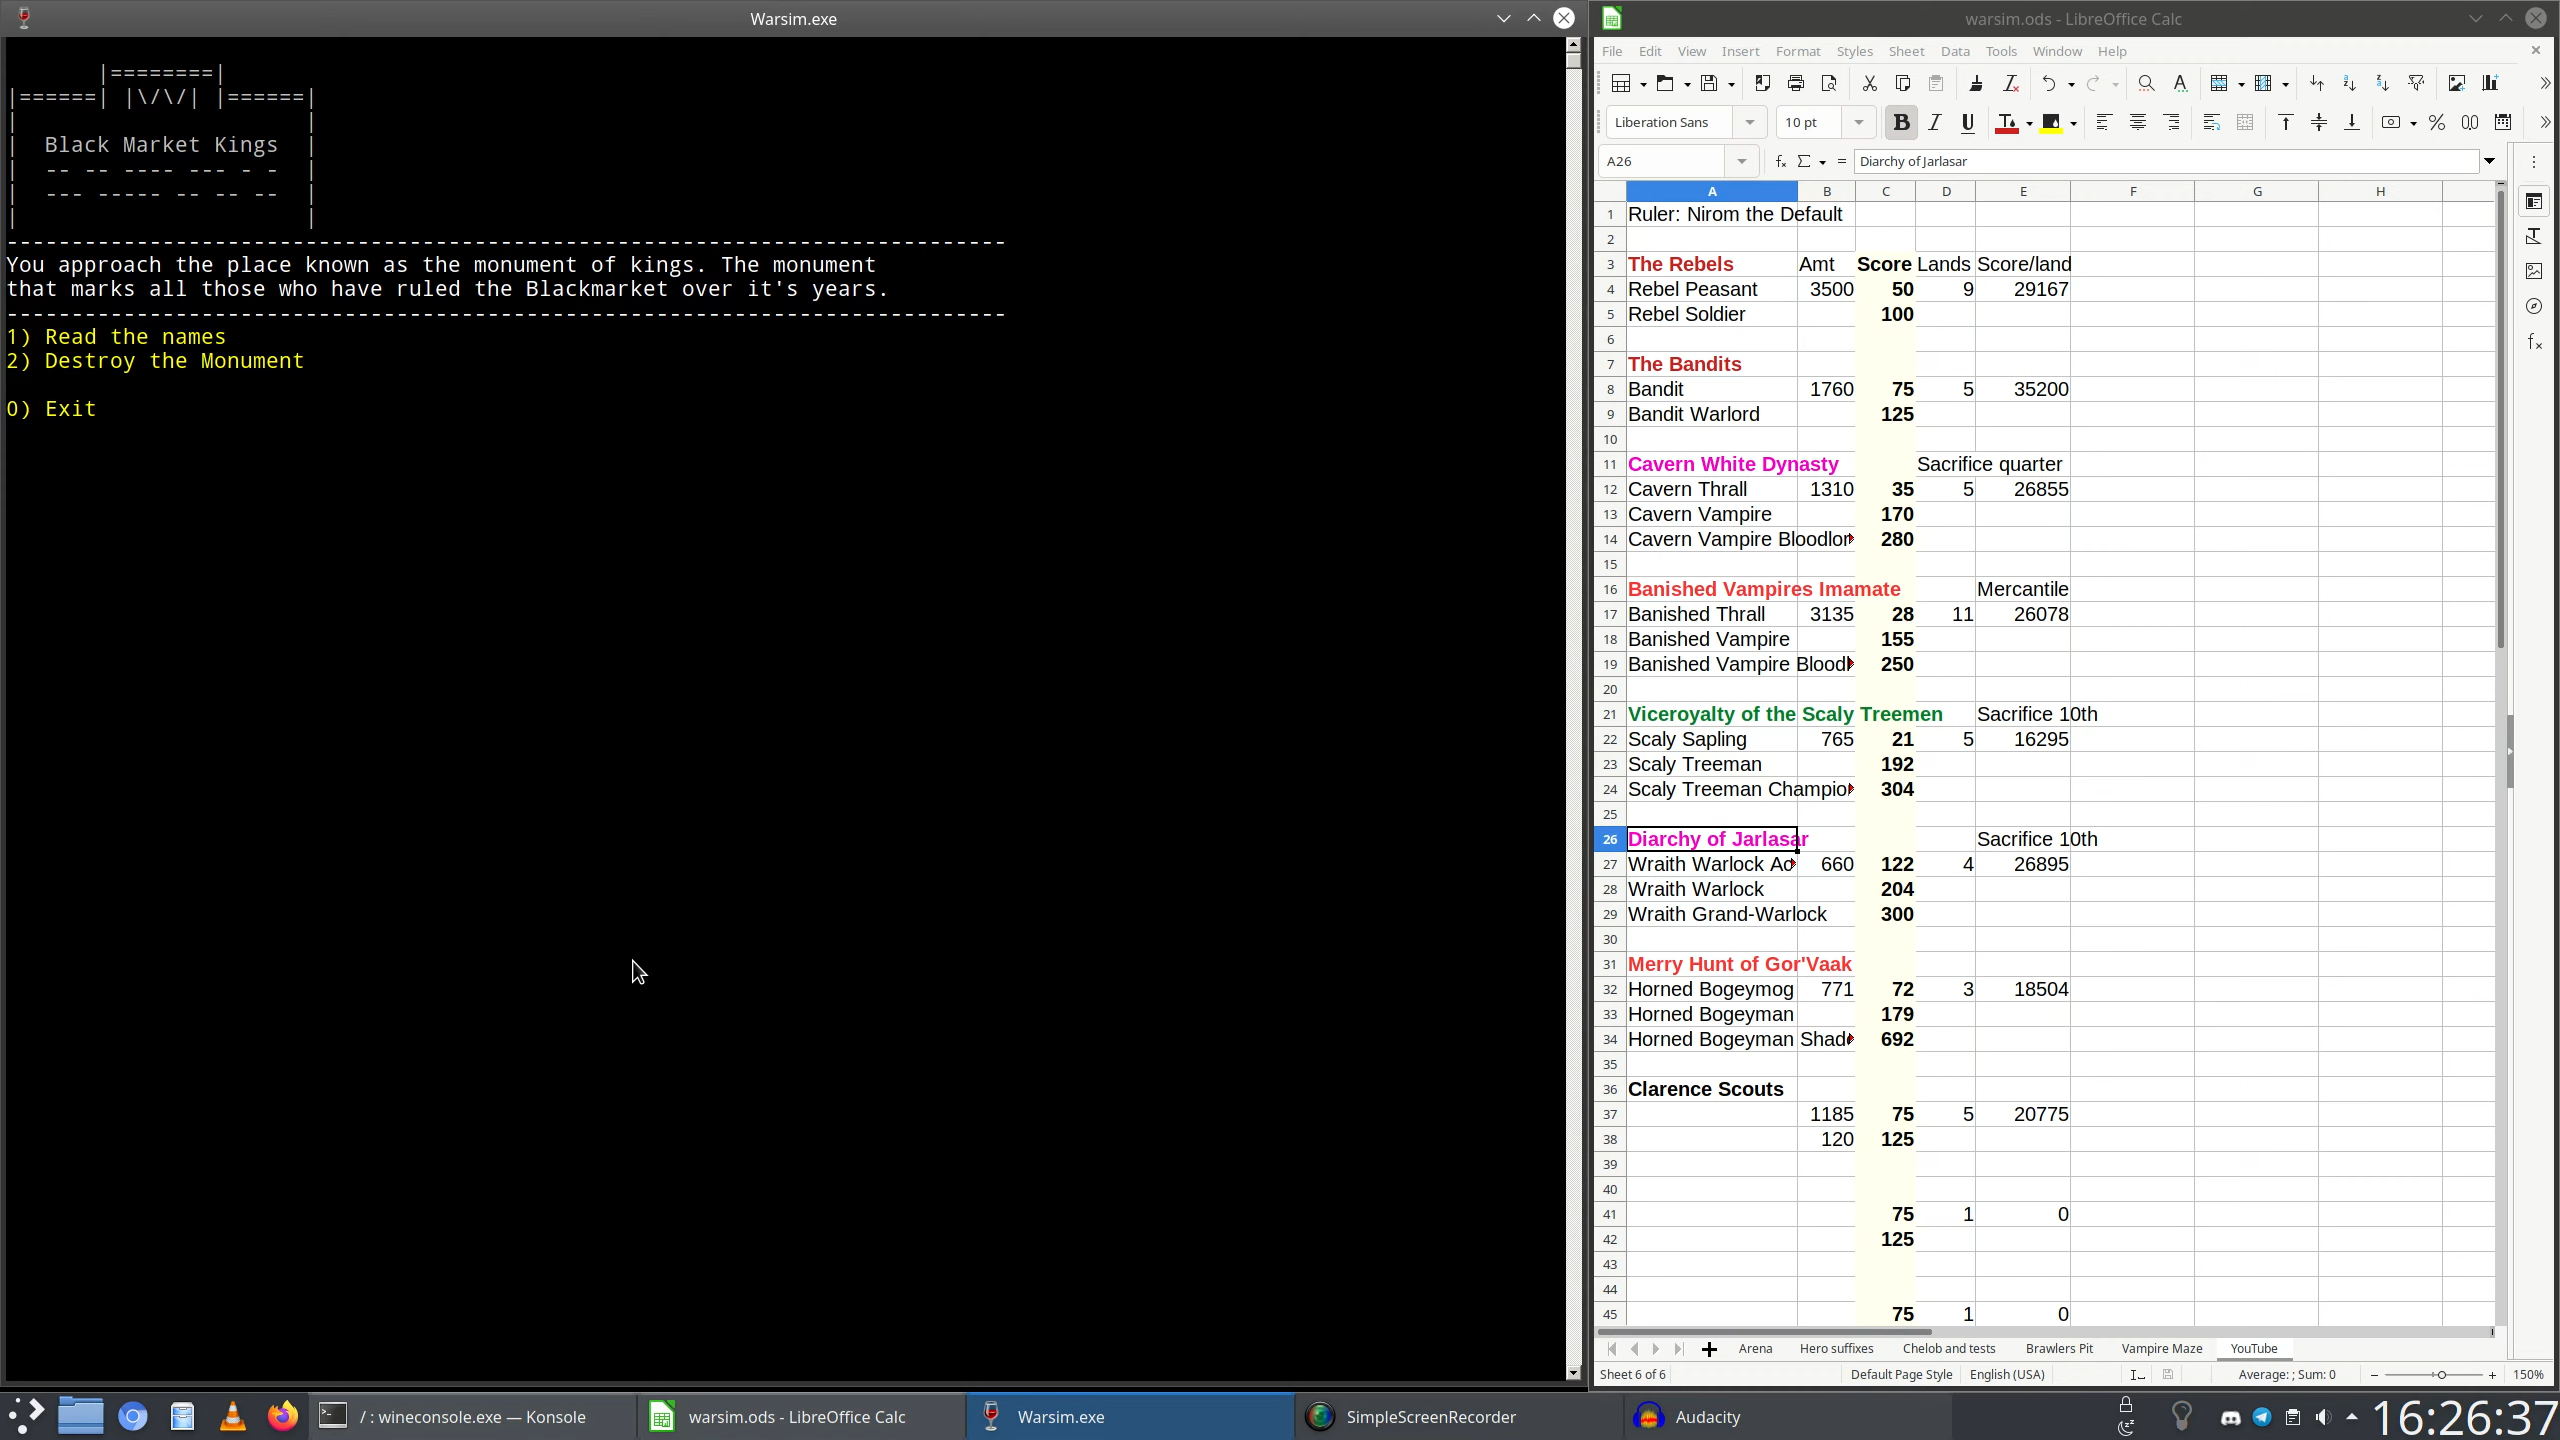 Warsim.exe
|========|
|======| |\/\/| |======|
| Black Market Kings |
| -- -- ---- --- - - |
| --- ----- -- -- -- |
------------------------------------------------------------------------------
You approach the place known as the monument of kings. The monument
that marks all those who have ruled the Blackmarket over it's years.
------------------------------------------------------------------------------
1) Read the names
2) Destroy the Monument
0) Exit
warsim.ods - LibreOffice Calc
File Edit View Insert Format Styles Sheet Data Tools Window Help
Liberation Sans 10 pt
A26 Diarchy of Jarlasar
A B C D E F G H
1 Ruler: Nirom the Default
2
3 The Rebels Amt Score Lands Score/land
4 Rebel Peasant 3500 50 9 29167
5 Rebel Soldier 100
6
7 The Bandits
8 Bandit 1760 75 5 35200
9 Bandit Warlord 125
10
11 Cavern White Dynasty Sacrifice quarter
12 Cavern Thrall 1310 35 5 26855
13 Cavern Vampire 170
14 Cavern Vampire Bloodlor 280
15
16 Banished Vampires Imamate Mercantile
17 Banished Thrall 3135 28 11 26078
18 Banished Vampire 155
19 Banished Vampire Bloodl 250
20
21 Viceroyalty of the Scaly Treemen Sacrifice 10th
22 Scaly Sapling 765 21 5 16295
23 Scaly Treeman 192
24 Scaly Treeman Champio 304
25
26 Diarchy of Jarlasar Sacrifice 10th
27 Wraith Warlock Ac 660 122 4 26895
28 Wraith Warlock 204
29 Wraith Grand-Warlock 300
30
31 Merry Hunt of Gor'Vaak
32 Horned Bogeymog 771 72 3 18504
33 Horned Bogeyman 179
34 Horned Bogeyman Shad 692
35
36 Clarence Scouts
37 1185 75 5 20775
38 120 125
39
40
41 75 1 0
42 125
43
44
45 75 1 0
Arena Hero suffixes Chelob and tests Brawlers Pit Vampire Maze YouTube
Sheet 6 of 6 Default Page Style English (USA) Average: ; Sum: 0 150%
/ : wineconsole.exe — Konsole warsim.ods - LibreOffice Calc Warsim.exe SimpleScreenRecorder Audacity 16:26:37